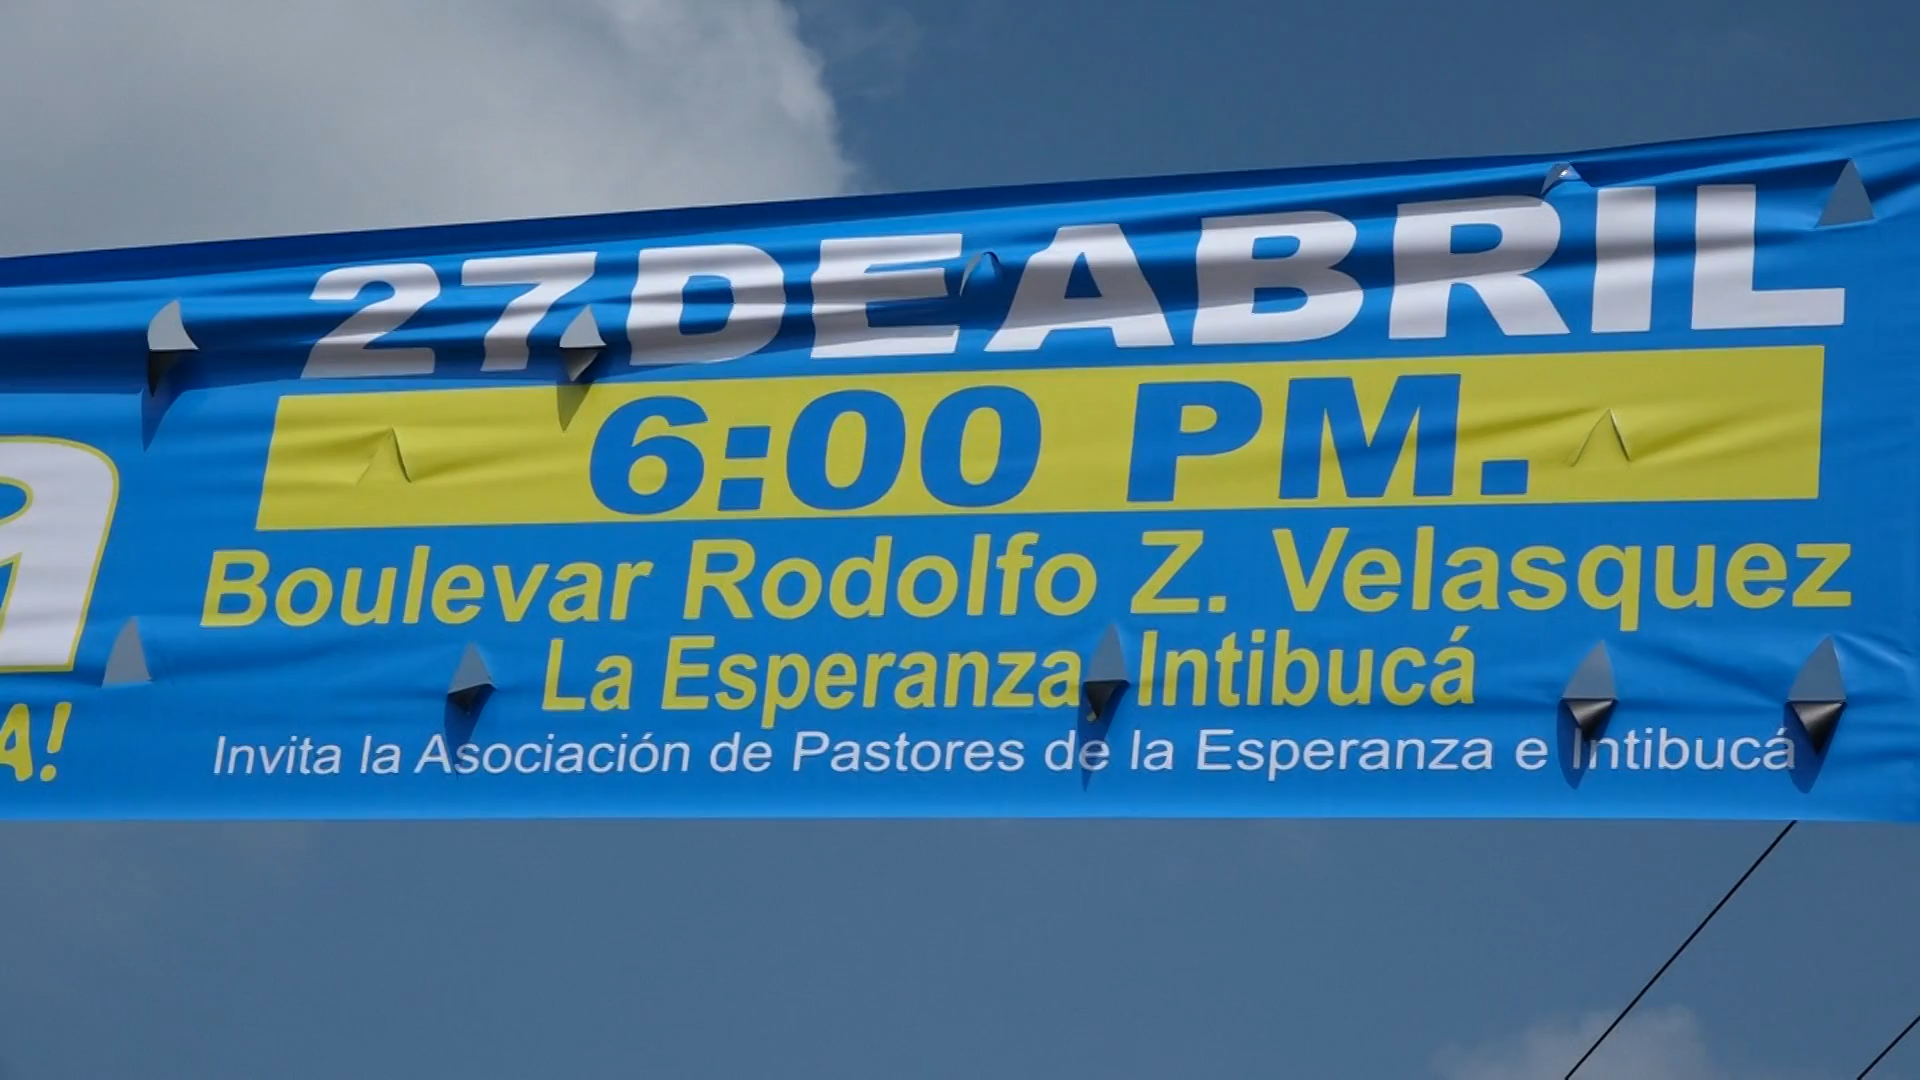 27 DE ABRIL
6:00 PM.
Boulevar Rodolfo Z. Velasquez
La Esperanza, Intibucá
Invita la Asociación de Pastores de la Esperanza e Intibucá
A!